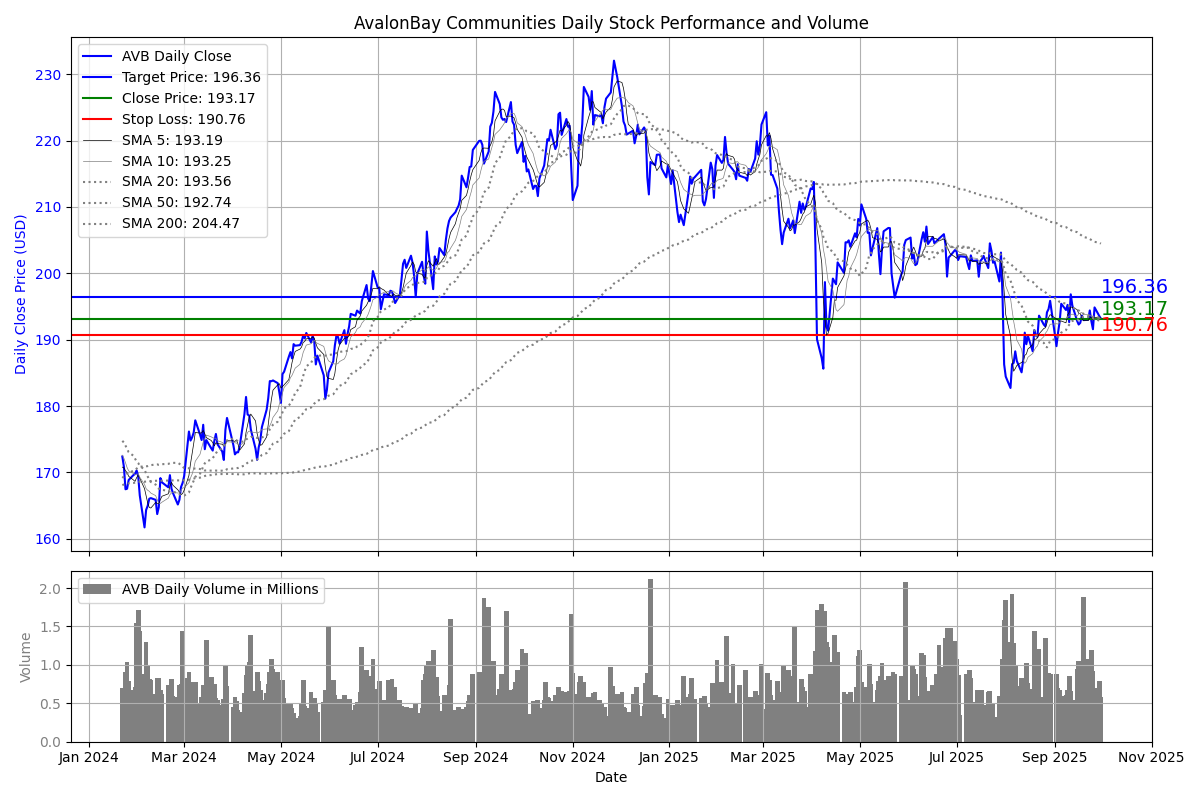 AvalonBay Communities Daily Stock Performance and Volume
AVB Daily Close
Target Price: 196.36
Close Price: 193.17
Stop Loss: 190.76
SMA 5: 193.19
SMA 10: 193.25
SMA 20: 193.56
SMA 50: 192.74
SMA 200: 204.47
Daily Close Price (USD)
230
220
210
200
190
180
170
160
196.36
193.17
190.76
AVB Daily Volume in Millions
Volume
2.0
1.5
1.0
0.5
0.0
Jan 2024
Mar 2024
May 2024
Jul 2024
Sep 2024
Nov 2024
Jan 2025
Mar 2025
May 2025
Jul 2025
Sep 2025
Nov 2025
Date